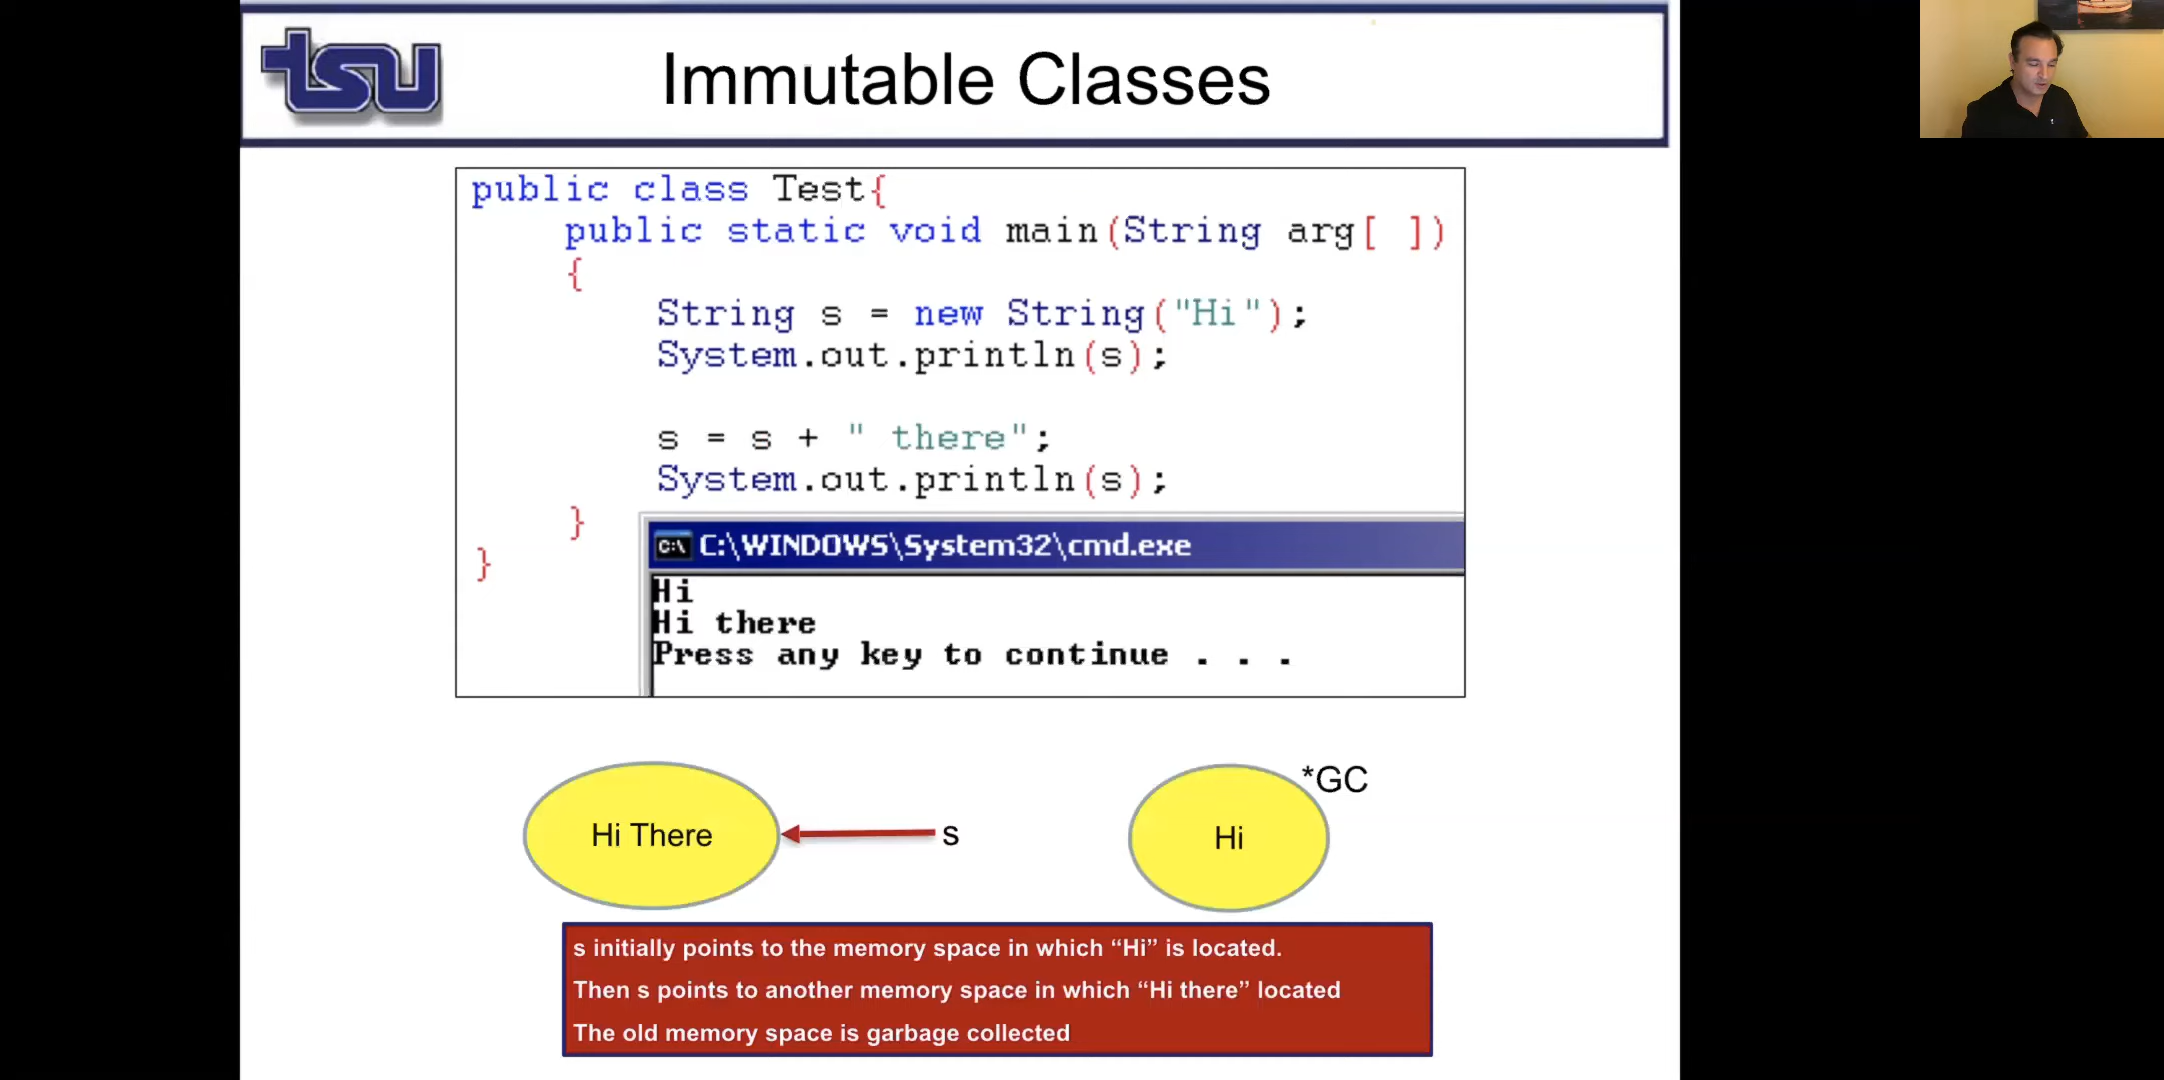 tsu
Immutable Classes
public class Test{
public static void main(String arg[ ])
{
String s = new String("Hi");
System.out.println(s);
s = s + " there";
System.out.println(s);
}
}
C:\WINDOWS\System32\cmd.exe
Hi
Hi there
Press any key to continue . . .
*GC
Hi There
s
Hi
s initially points to the memory space in which “Hi” is located.
Then s points to another memory space in which “Hi there” located
The old memory space is garbage collected